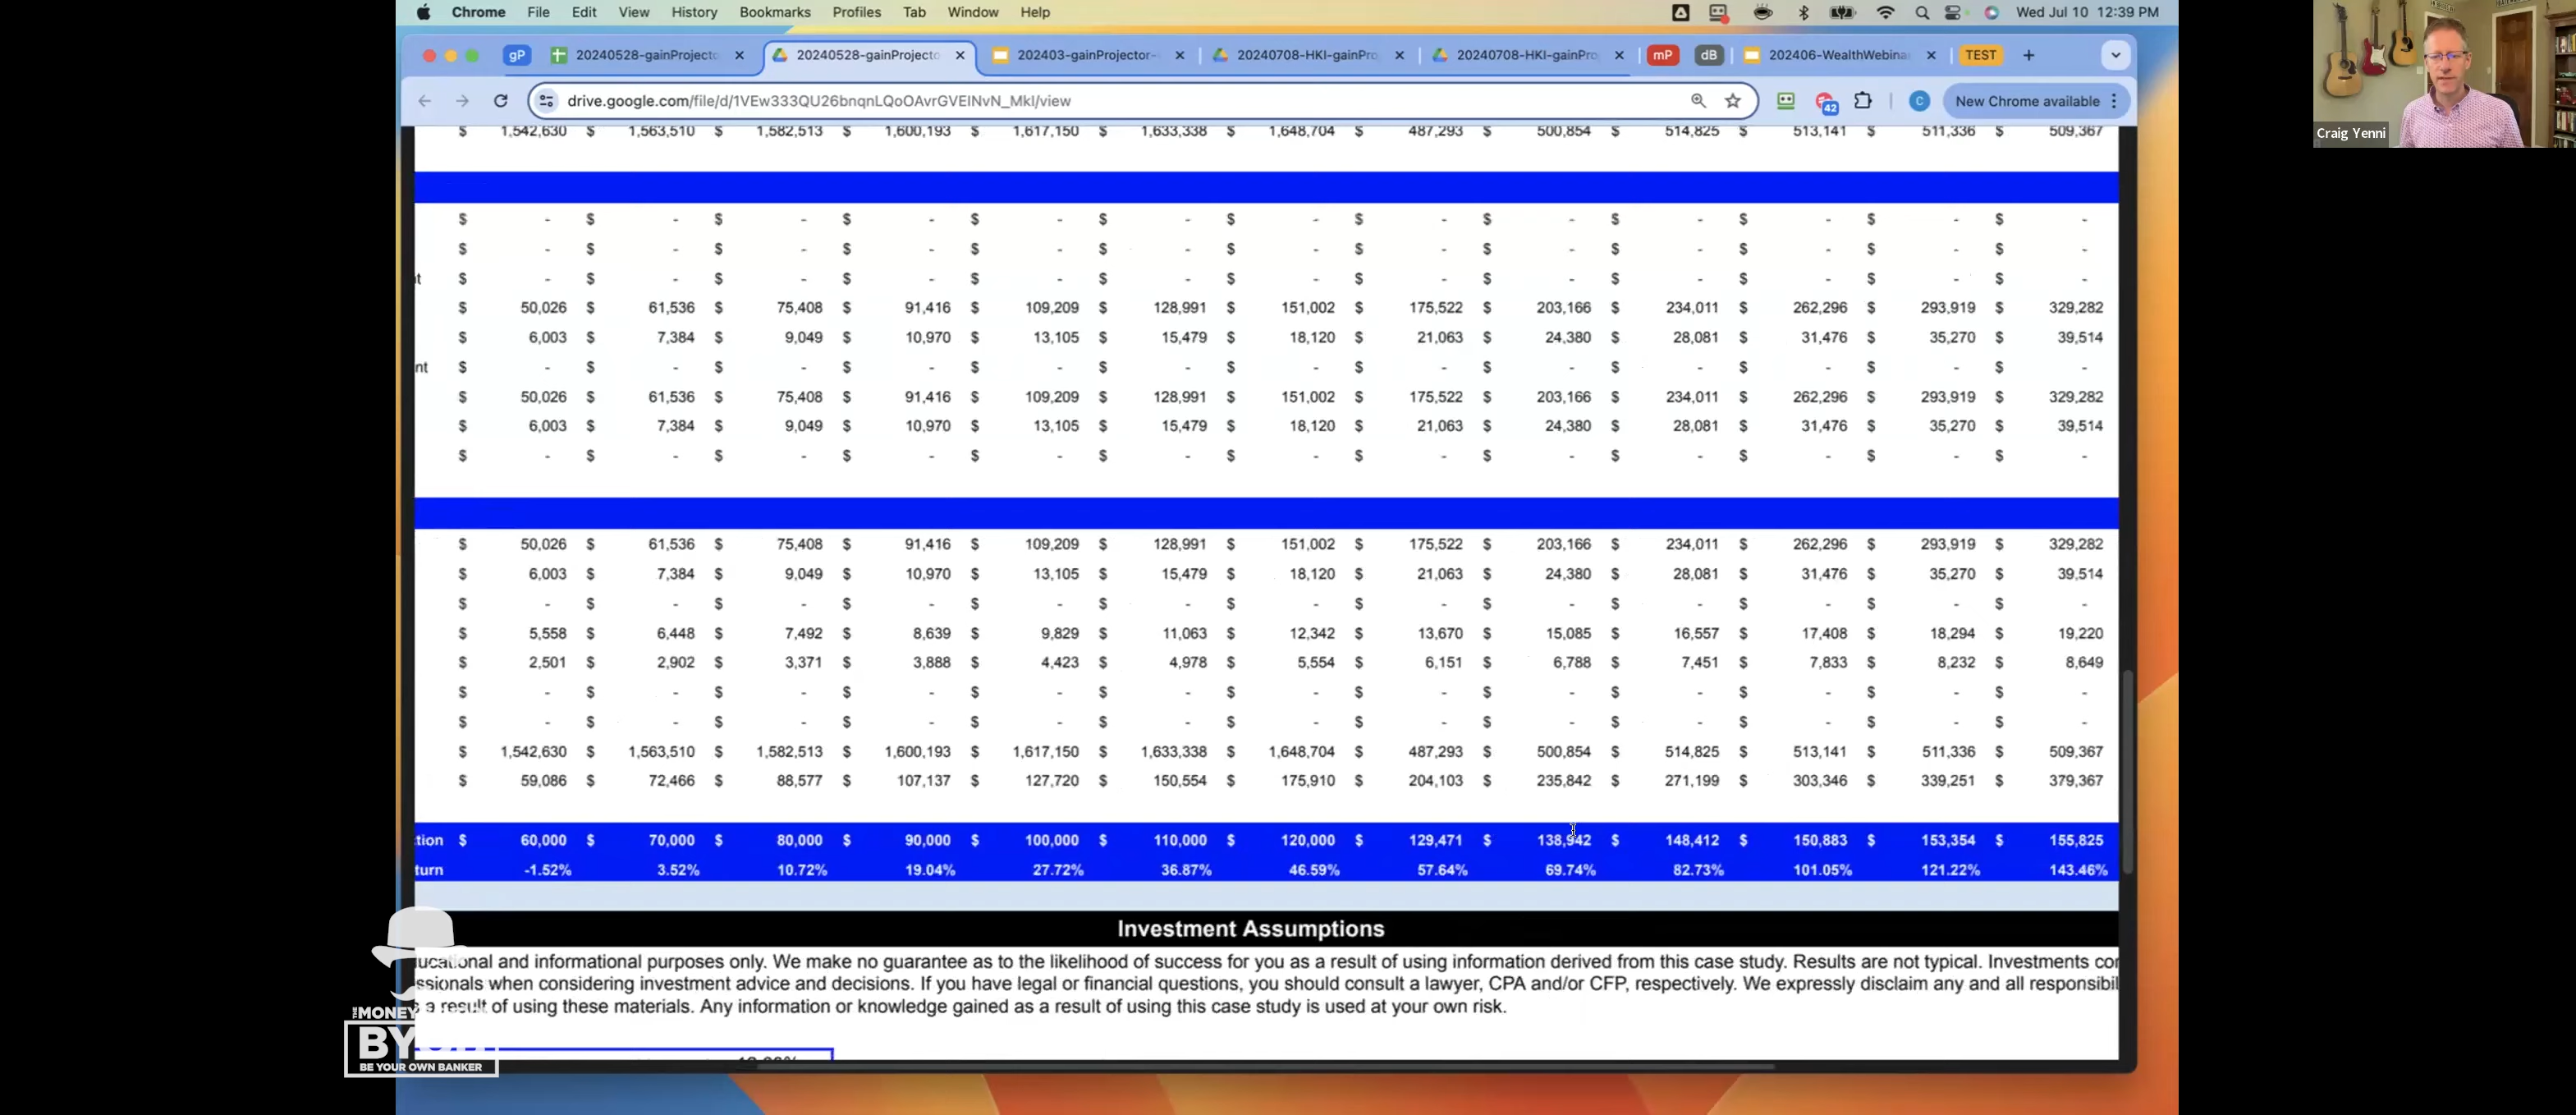 Chrome File Edit View History Bookmarks Profiles Tab Window Help Wed Jul 10 12:39 PM
gP 20240528-gainProjecto 20240528-gainProjecto 202403-gainProjector- 20240708-HKI-gainPro 20240708-HKI-gainPro mP dB 202406-WealthWebina TEST
drive.google.com/file/d/1VEw333QU26bnqnLQoOAvrGVEINvN_MkI/view 42 C New Chrome available
Craig Yenni
$ 1,542,630 $ 1,563,510 $ 1,582,513 $ 1,600,193 $ 1,617,150 $ 1,633,338 $ 1,648,704 $ 487,293 $ 500,854 $ 514,825 $ 513,141 $ 511,336 $ 509,367
$ - $ - $ - $ - $ - $ - $ - $ - $ - $ - $ - $ - $ -
$ - $ - $ - $ - $ - $ - $ - $ - $ - $ - $ - $ - $ -
nt $ - $ - $ - $ - $ - $ - $ - $ - $ - $ - $ - $ - $ -
$ 50,026 $ 61,536 $ 75,408 $ 91,416 $ 109,209 $ 128,991 $ 151,002 $ 175,522 $ 203,166 $ 234,011 $ 262,296 $ 293,919 $ 329,282
$ 6,003 $ 7,384 $ 9,049 $ 10,970 $ 13,105 $ 15,479 $ 18,120 $ 21,063 $ 24,380 $ 28,081 $ 31,476 $ 35,270 $ 39,514
nt $ - $ - $ - $ - $ - $ - $ - $ - $ - $ - $ - $ - $ -
$ 50,026 $ 61,536 $ 75,408 $ 91,416 $ 109,209 $ 128,991 $ 151,002 $ 175,522 $ 203,166 $ 234,011 $ 262,296 $ 293,919 $ 329,282
$ 6,003 $ 7,384 $ 9,049 $ 10,970 $ 13,105 $ 15,479 $ 18,120 $ 21,063 $ 24,380 $ 28,081 $ 31,476 $ 35,270 $ 39,514
$ - $ - $ - $ - $ - $ - $ - $ - $ - $ - $ - $ - $ -
$ 50,026 $ 61,536 $ 75,408 $ 91,416 $ 109,209 $ 128,991 $ 151,002 $ 175,522 $ 203,166 $ 234,011 $ 262,296 $ 293,919 $ 329,282
$ 6,003 $ 7,384 $ 9,049 $ 10,970 $ 13,105 $ 15,479 $ 18,120 $ 21,063 $ 24,380 $ 28,081 $ 31,476 $ 35,270 $ 39,514
$ - $ - $ - $ - $ - $ - $ - $ - $ - $ - $ - $ - $ -
$ 5,558 $ 6,448 $ 7,492 $ 8,639 $ 9,829 $ 11,063 $ 12,342 $ 13,670 $ 15,085 $ 16,557 $ 17,408 $ 18,294 $ 19,220
$ 2,501 $ 2,902 $ 3,371 $ 3,888 $ 4,423 $ 4,978 $ 5,554 $ 6,151 $ 6,788 $ 7,451 $ 7,833 $ 8,232 $ 8,649
$ - $ - $ - $ - $ - $ - $ - $ - $ - $ - $ - $ - $ -
$ - $ - $ - $ - $ - $ - $ - $ - $ - $ - $ - $ - $ -
$ 1,542,630 $ 1,563,510 $ 1,582,513 $ 1,600,193 $ 1,617,150 $ 1,633,338 $ 1,648,704 $ 487,293 $ 500,854 $ 514,825 $ 513,141 $ 511,336 $ 509,367
$ 59,086 $ 72,466 $ 88,577 $ 107,137 $ 127,720 $ 150,554 $ 175,910 $ 204,103 $ 235,842 $ 271,199 $ 303,346 $ 339,251 $ 379,367
tion $ 60,000 $ 70,000 $ 80,000 $ 90,000 $ 100,000 $ 110,000 $ 120,000 $ 129,471 $ 138,942 $ 148,412 $ 150,883 $ 153,354 $ 155,825
turn -1.52% 3.52% 10.72% 19.04% 27.72% 36.87% 46.59% 57.64% 69.74% 82.73% 101.05% 121.22% 143.46%
Investment Assumptions
ucational and informational purposes only. We make no guarantee as to the likelihood of success for you as a result of using information derived from this case study. Results are not typical. Investments con
ssionals when considering investment advice and decisions. If you have legal or financial questions, you should consult a lawyer, CPA and/or CFP, respectively. We expressly disclaim any and all responsibil
a result of using these materials. Any information or knowledge gained as a result of using this case study is used at your own risk.
THE MONEY
BE YOUR OWN BANKER